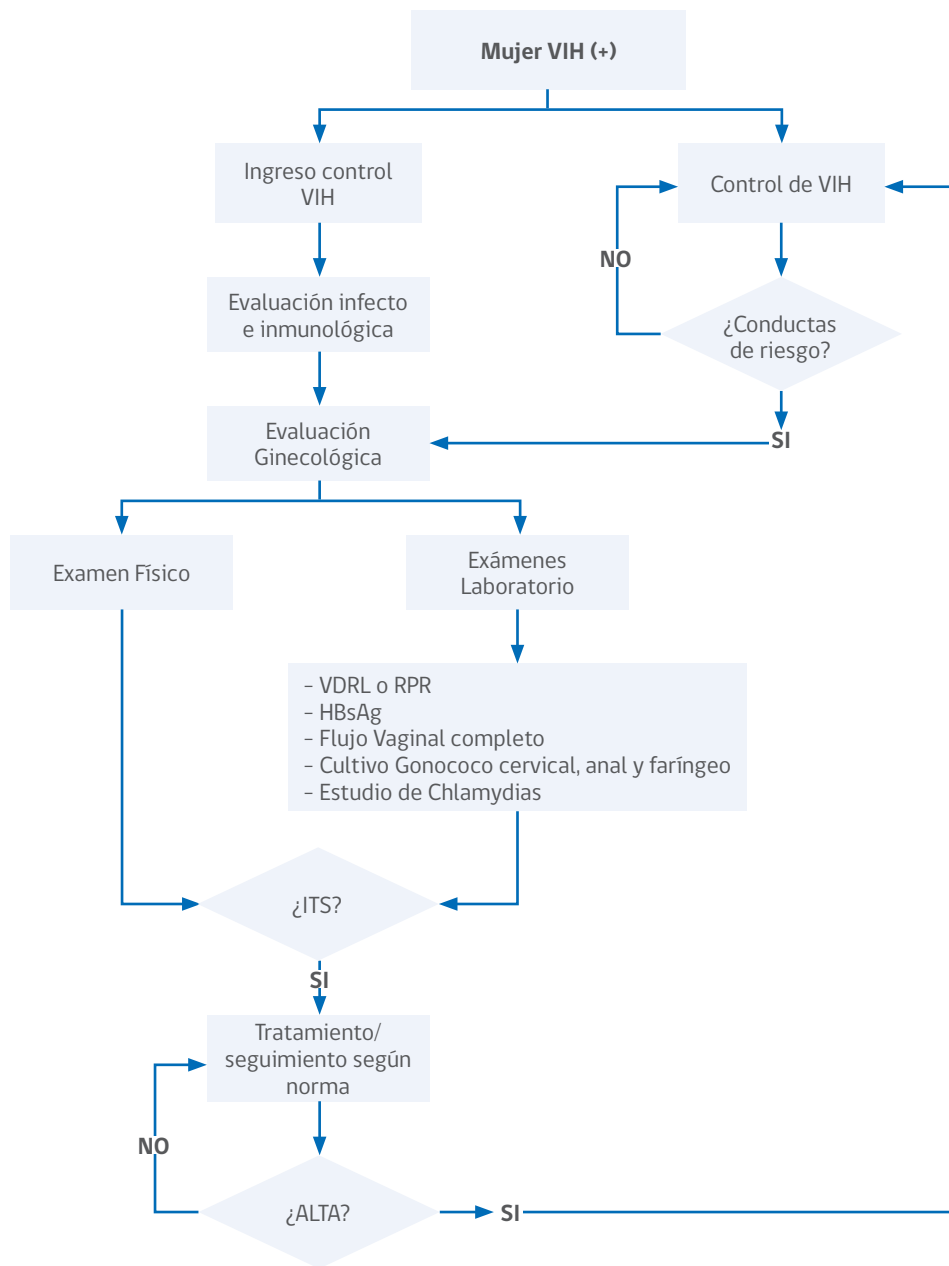 Mujer VIH (+)
Ingreso control
VIH
Control de VIH
NO
Evaluación infecto
e inmunológica
¿Conductas
de riesgo?
Evaluación
Ginecológica
SI
Examen Físico
Exámenes
Laboratorio
- VDRL o RPR
- HBsAg
- Flujo Vaginal completo
- Cultivo Gonococo cervical, anal y faríngeo
- Estudio de Chlamydias
¿ITS?
SI
Tratamiento/
seguimiento según
norma
NO
¿ALTA?
SI